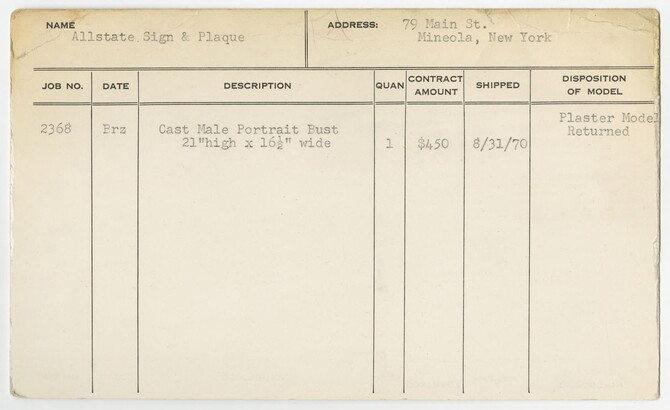 NAME ADDRESS: 79 Main St.
Allstate Sign & Plaque Mineola, New York
JOB NO. DATE DESCRIPTION QUAN CONTRACT AMOUNT SHIPPED DISPOSITION OF MODEL
Plaster Model
2368 Brz Cast Male Portrait Bust Returned
21"high x 16½" wide 1 $450 8/31/70